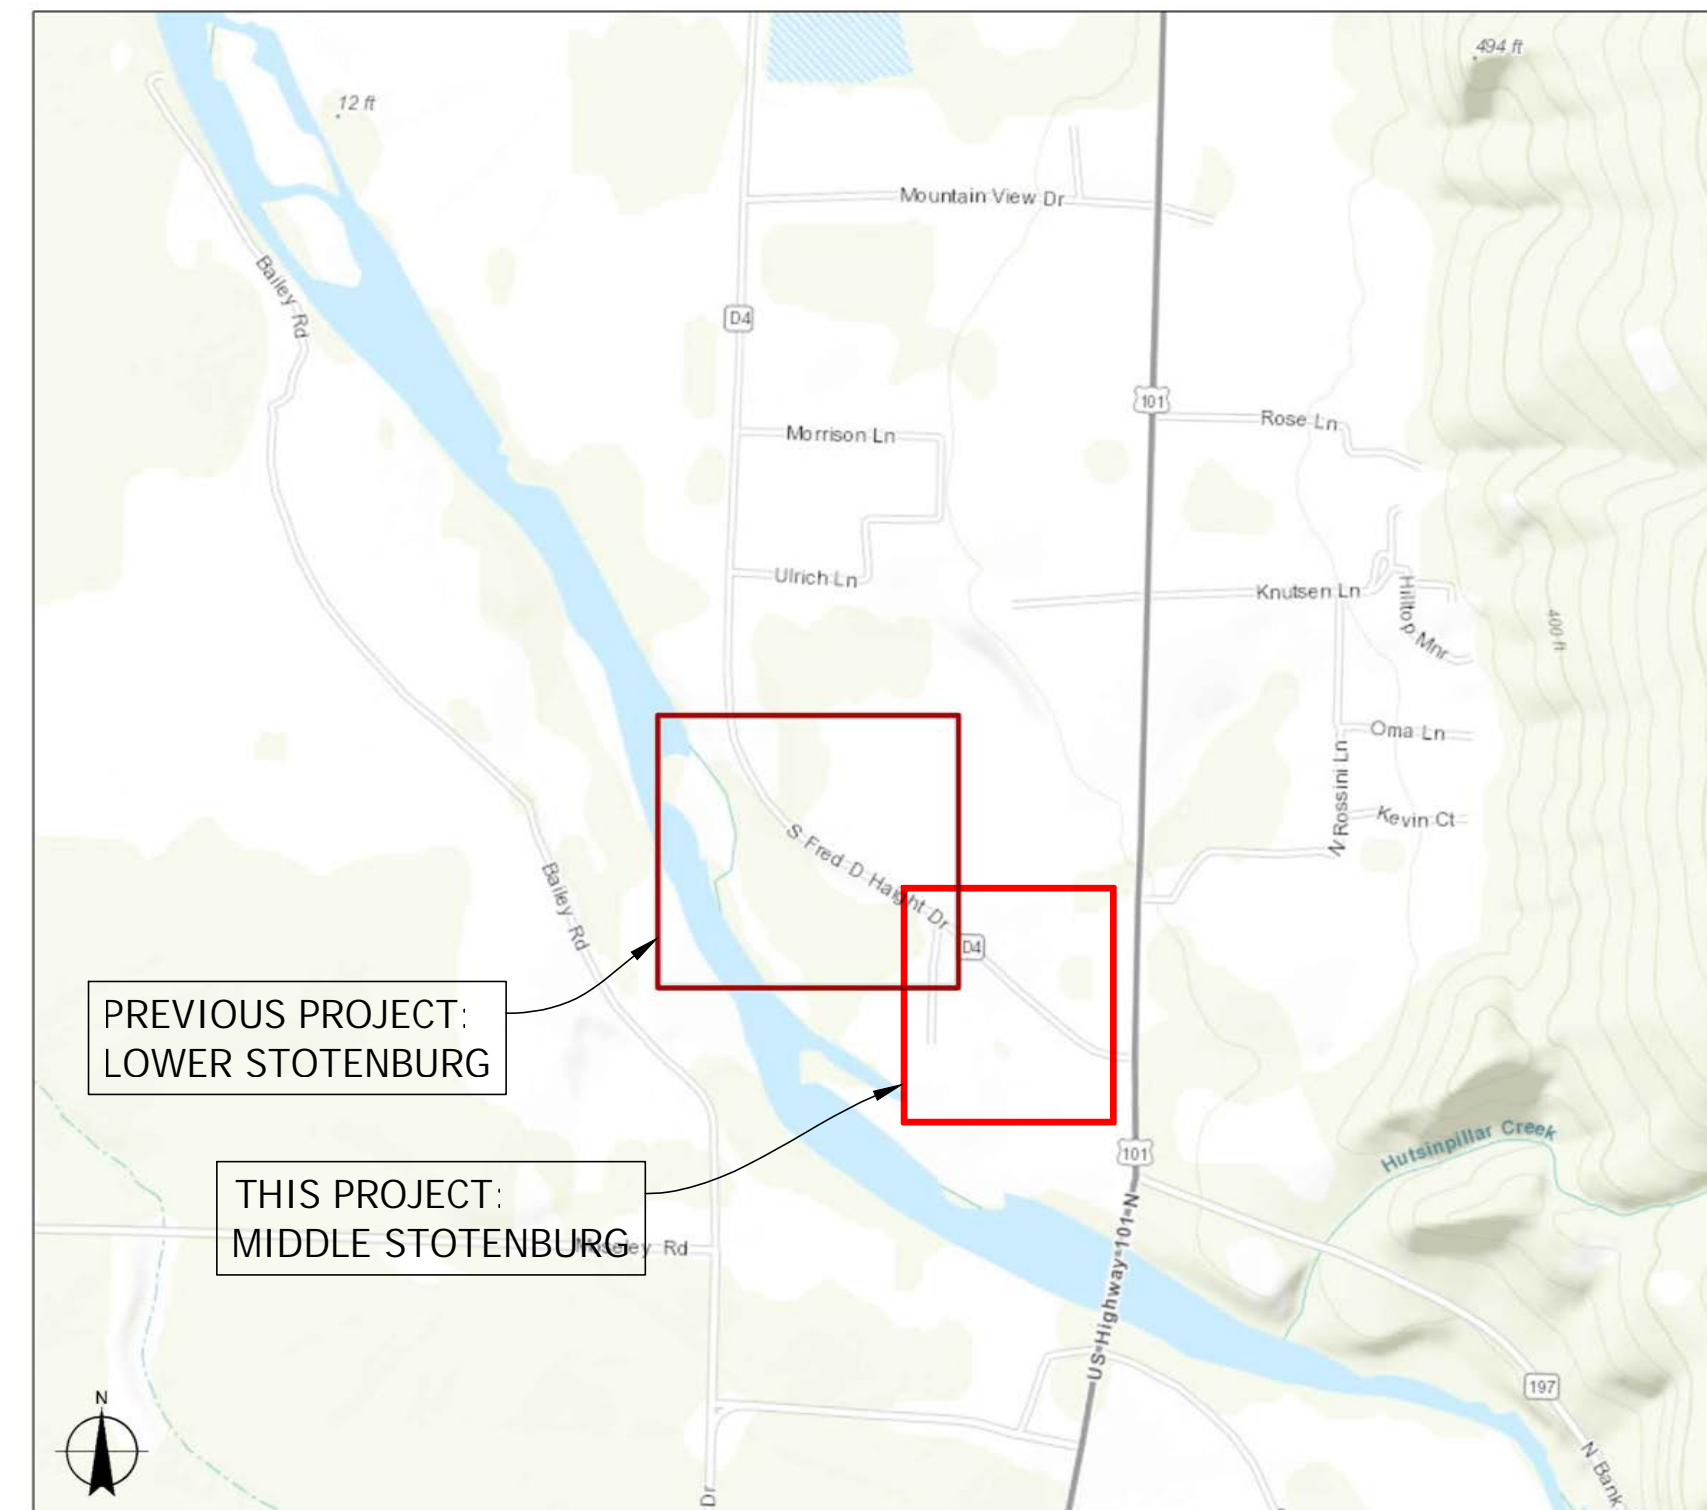 494 ft
12 ft
Mountain View Dr
Bailey Rd
D4
101
Rose Ln
Morrison Ln
Ulrich Ln
Knutsen Ln
Hilltop Mnr
400 ft
Oma Ln
N Rossini Ln
Kevin Ct
S Fred D Haight Dr
Bailey Rd
D4
PREVIOUS PROJECT:
LOWER STOTENBURG
101
Hutsinpillar Creek
THIS PROJECT:
MIDDLE STOTENBURG
Moseley Rd
US Highway 101 N
197
N
N Bank
Dr